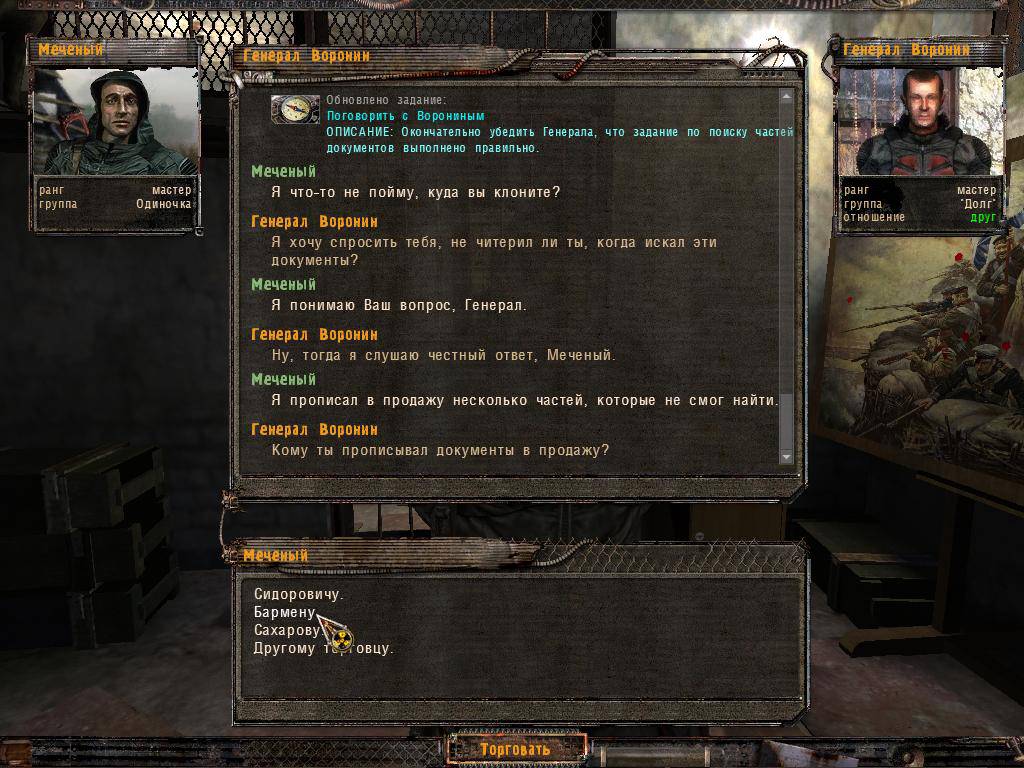 Меченый
ранг мастер
группа Одиночка
Генерал Воронин
Обновлено задание:
Поговорить с Ворониным
ОПИСАНИЕ: Окончательно убедить Генерала, что задание по поиску частей
документов выполнено правильно.
Меченый
Я что-то не пойму, куда вы клоните?
Генерал Воронин
Я хочу спросить тебя, не читерил ли ты, когда искал эти
документы?
Меченый
Я понимаю Ваш вопрос, Генерал.
Генерал Воронин
Ну, тогда я слушаю честный ответ, Меченый.
Меченый
Я прописал в продажу несколько частей, которые не смог найти.
Генерал Воронин
Кому ты прописывал документы в продажу?
Генерал Воронин
ранг мастер
группа "Долг"
отношение друг
Меченый
Сидоровичу.
Бармену
Сахарову
Другому торговцу.
Торговать